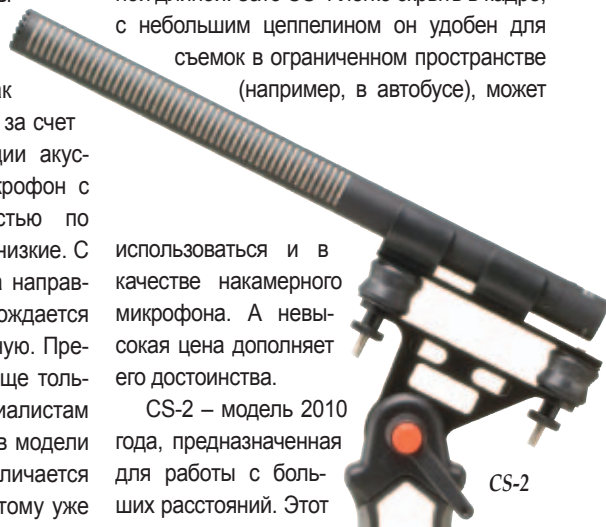 ак
за счет
ции акус-
крофон с
стью по
низкие. С
а направ-
ождается
ную. Пре-
ще толь-
иалистам
в модели
личается
тому уже
ной длиной. Зато CS-1 легко скрыть в кадре,
с небольшим цеппелином он удобен для
съемок в ограниченном пространстве
(например, в автобусе), может
использоваться и в
качестве накамерного
микрофона. А невы-
сокая цена дополняет
его достоинства.
CS-2 – модель 2010
года, предназначенная
для работы с боль-
ших расстояний. Этот
CS-2